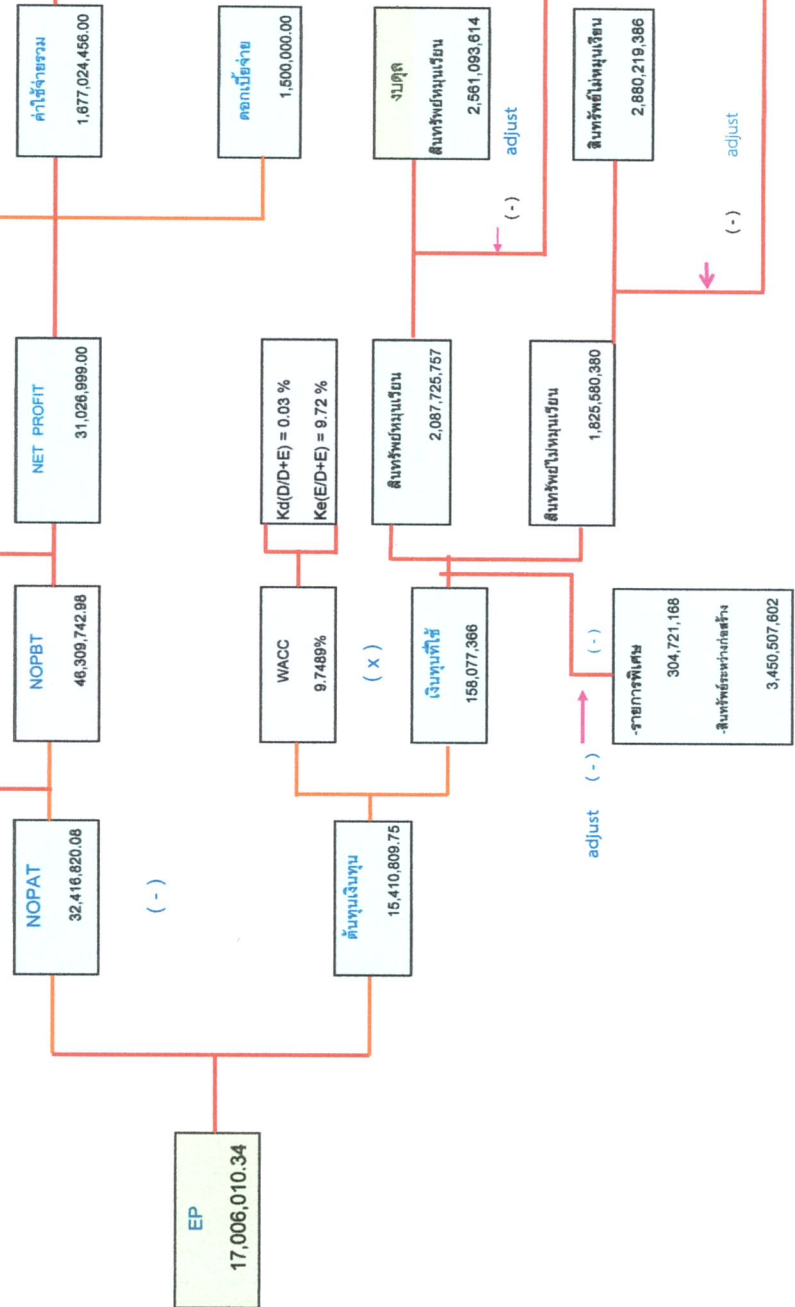 EP
17,006,010.34
NOPAT
32,416,820.08
( - )
ต้นทุนเงินทุน
15,410,809.75
NOPBT
46,309,742.98
WACC
9.7489%
( x )
เงินทุนที่ใช้
158,077,366
adjust ( - )
( - )
-รายการพิเศษ
304,721,168
-สินทรัพย์ระหว่างก่อสร้าง
3,450,507,602
NET PROFIT
31,026,999.00
Kd(D/D+E) = 0.03 %
Ke(E/D+E) = 9.72 %
สินทรัพย์หมุนเวียน
2,087,725,757
สินทรัพย์ไม่หมุนเวียน
1,825,580,380
ค่าใช้จ่ายรวม
1,677,024,456.00
ดอกเบี้ยจ่าย
1,500,000.00
งบดุล
สินทรัพย์หมุนเวียน
2,561,093,614
( - ) adjust
สินทรัพย์ไม่หมุนเวียน
2,880,219,386
( - ) adjust